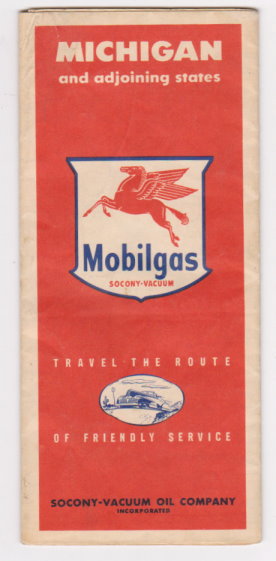 MICHIGAN
and adjoining states
Mobilgas
SOCONY-VACUUM
TRAVEL THE ROUTE
OF FRIENDLY SERVICE
SOCONY-VACUUM OIL COMPANY
INCORPORATED